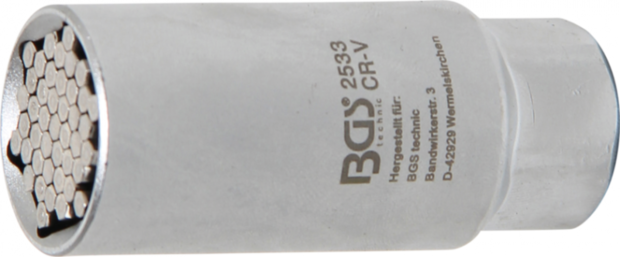 BGS® 2533
technic CR-V
Hergestellt für:
BGS technic
Bandwirkerstr. 3
D-42929 Wermelskirchen